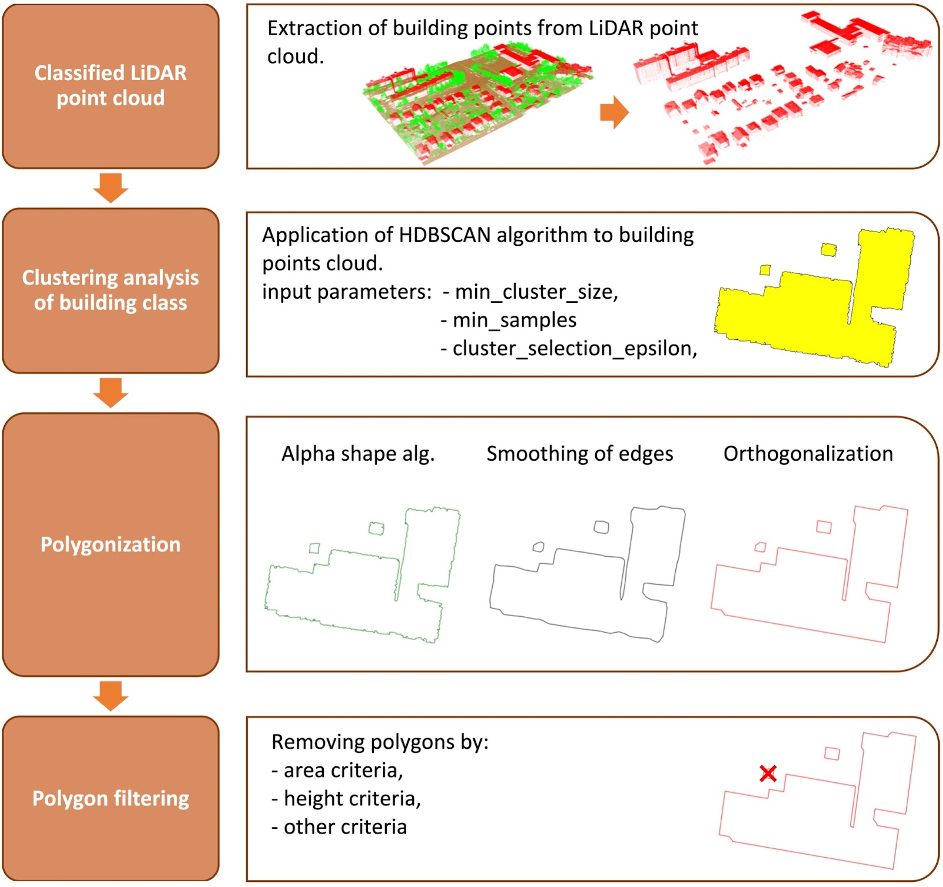 Classified LiDAR
point cloud
Extraction of building points from LiDAR point
cloud.
Clustering analysis
of building class
Application of HDBSCAN algorithm to building
points cloud.
input parameters:  - min_cluster_size,
- min_samples
- cluster_selection_epsilon,
Polygonization
Alpha shape alg.
Smoothing of edges
Orthogonalization
Polygon filtering
Removing polygons by:
- area criteria,
- height criteria,
- other criteria